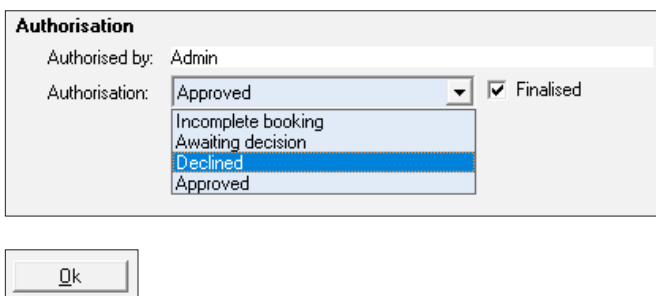 Authorisation
Authorised by: Admin
Authorisation: Approved Finalised
Incomplete booking
Awaiting decision
Declined
Approved
Ok